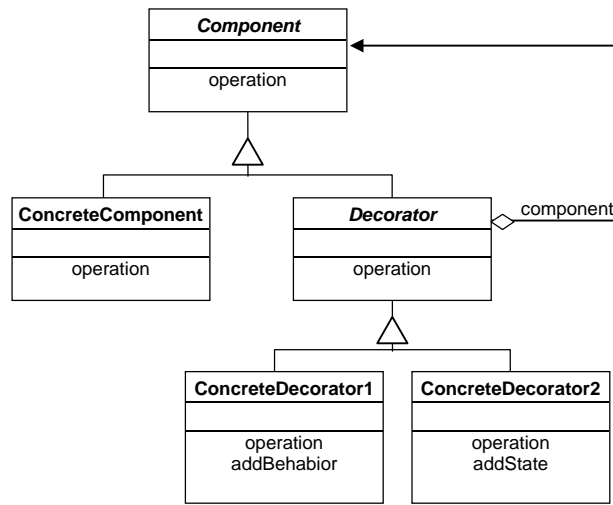 Component
operation
ConcreteComponent
operation
Decorator
operation
component
ConcreteDecorator1
operation
addBehabior
ConcreteDecorator2
operation
addState